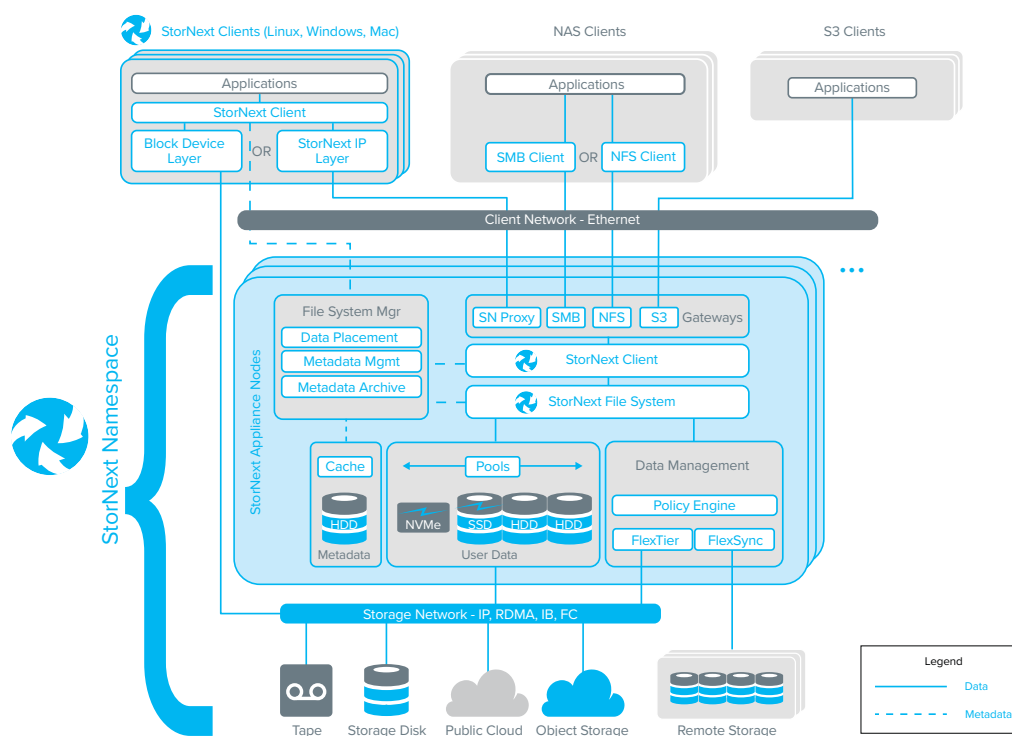 StorNext Clients (Linux, Windows, Mac)
NAS Clients
S3 Clients
Applications
Applications
Applications
StorNext Client
Block Device
Layer
OR
StorNext IP
Layer
SMB Client
OR
NFS Client
Client Network - Ethernet
StorNext Namespace
StorNext Appliance Nodes
File System Mgr
Data Placement
Metadata Mgmt
Metadata Archive
SN Proxy
SMB
NFS
S3
Gateways
StorNext Client
StorNext File System
Cache
HDD
Metadata
Pools
NVMe
SSD
HDD
HDD
User Data
Data Management
Policy Engine
FlexTier
FlexSync
Storage Network - IP, RDMA, IB, FC
Tape
Storage Disk
Public Cloud
Object Storage
Remote Storage
Legend
Data
Metadata